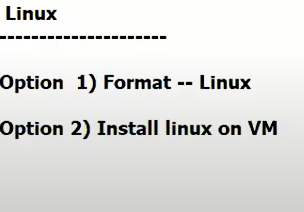 Linux
---------------------
Option  1) Format -- Linux
Option 2) Install linux on VM